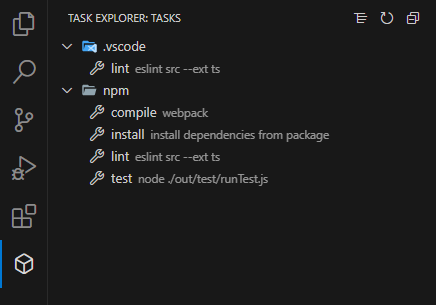 TASK EXPLORER: TASKS
.vscode
lint eslint src --ext ts
npm
compile webpack
install install dependencies from package
lint eslint src --ext ts
test node ./out/test/runTest.js